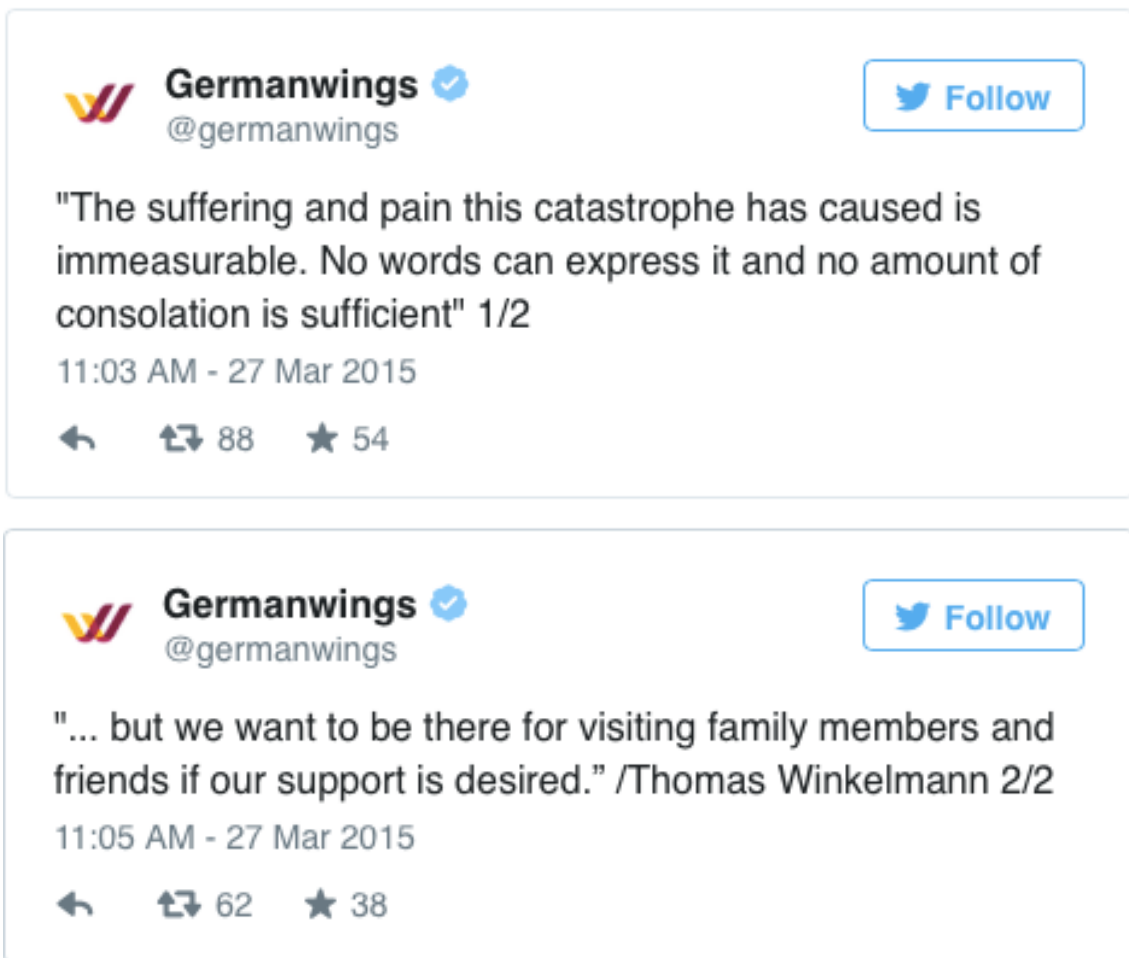 Germanwings
@germanwings
Follow
"The suffering and pain this catastrophe has caused is
immeasurable. No words can express it and no amount of
consolation is sufficient" 1/2
11:03 AM - 27 Mar 2015
88 54
Germanwings
@germanwings
Follow
"... but we want to be there for visiting family members and
friends if our support is desired.” /Thomas Winkelmann 2/2
11:05 AM - 27 Mar 2015
62 38